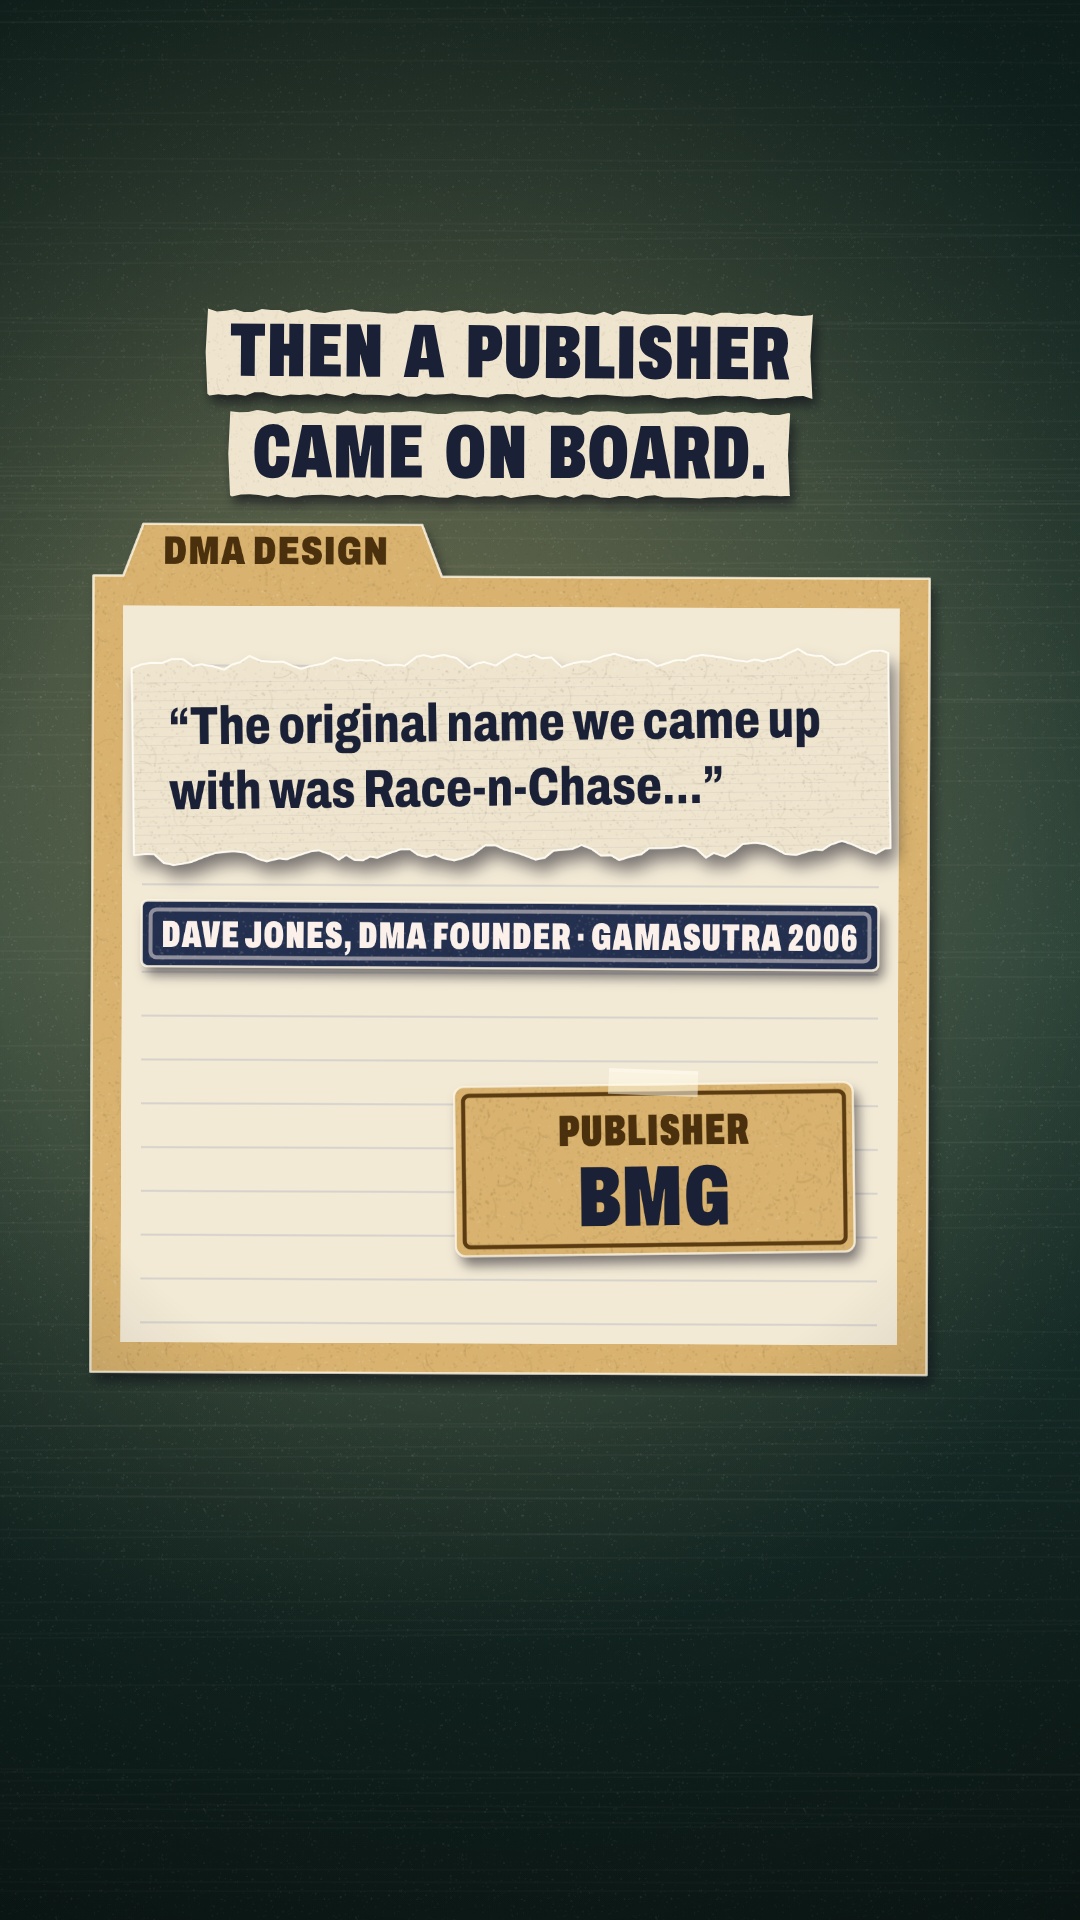 THEN A PUBLISHER
CAME ON BOARD.
DMA DESIGN
“The original name we came up
with was Race-n-Chase...”
DAVE JONES, DMA FOUNDER · GAMASUTRA 2006
PUBLISHER
BMG